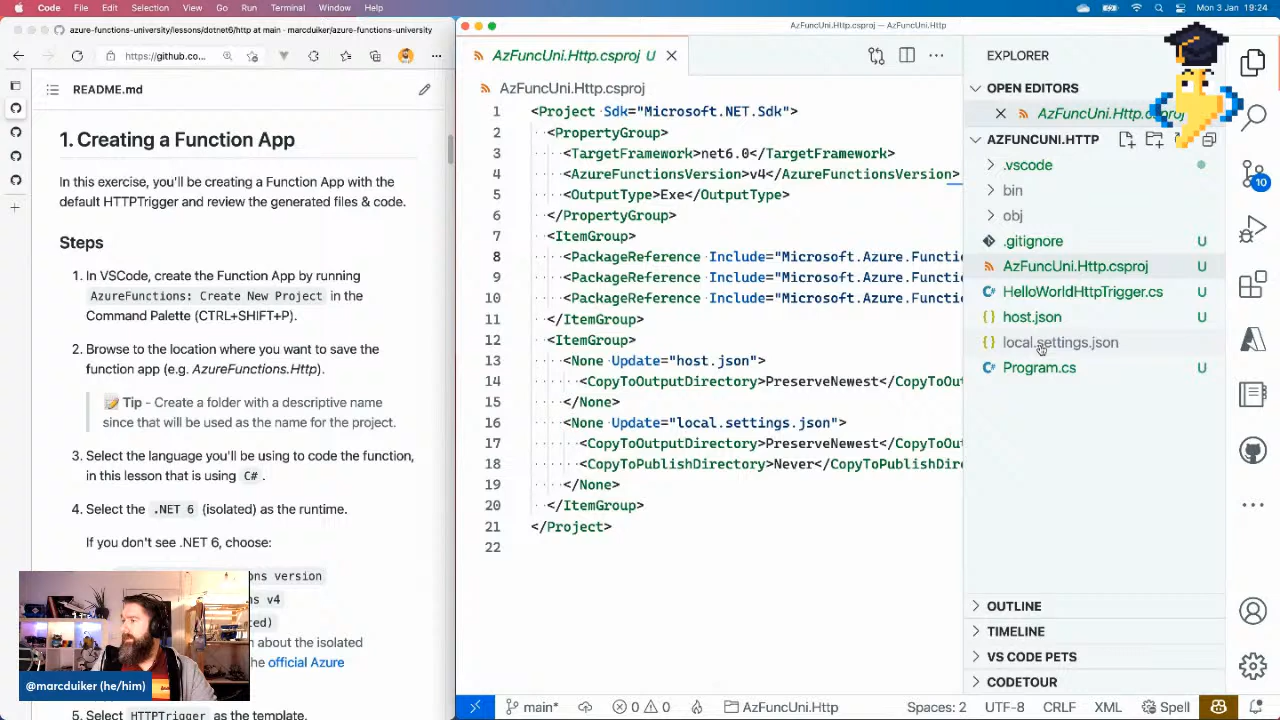 Code File Edit Selection View Go Run Terminal Window Help
Mon 3 Jan 19:24
azure-functions-university/lessons/dotnet6/http at main · marcduiker/azure-functions-university
AzFuncUni.Http.csproj — AzFuncUni.Http
https://github.co...
README.md
1. Creating a Function App
In this exercise, you'll be creating a Function App with the
default HTTPTrigger and review the generated files & code.
Steps
1. In VSCode, create the Function App by running
AzureFunctions: Create New Project in the
Command Palette (CTRL+SHIFT+P).
2. Browse to the location where you want to save the
function app (e.g. AzureFunctions.Http).
📝 Tip - Create a folder with a descriptive name
since that will be used as the name for the project.
3. Select the language you'll be using to code the function,
in this lesson that is using C# .
4. Select the .NET 6 (isolated) as the runtime.
If you don't see .NET 6, choose:
ns version
s v4
ted)
n about the isolated
he official Azure
5. Select HTTPTrigger as the template.
@marcduiker (he/him)
AzFuncUni.Http.csproj U
AzFuncUni.Http.csproj
1 <Project Sdk="Microsoft.NET.Sdk">
2 <PropertyGroup>
3 <TargetFramework>net6.0</TargetFramework>
4 <AzureFunctionsVersion>v4</AzureFunctionsVersion>
5 <OutputType>Exe</OutputType>
6 </PropertyGroup>
7 <ItemGroup>
8 <PackageReference Include="Microsoft.Azure.Functi
9 <PackageReference Include="Microsoft.Azure.Functi
10 <PackageReference Include="Microsoft.Azure.Functi
11 </ItemGroup>
12 <ItemGroup>
13 <None Update="host.json">
14 <CopyToOutputDirectory>PreserveNewest</CopyToOut
15 </None>
16 <None Update="local.settings.json">
17 <CopyToOutputDirectory>PreserveNewest</CopyToOut
18 <CopyToPublishDirectory>Never</CopyToPublishDire
19 </None>
20 </ItemGroup>
21 </Project>
22
EXPLORER
OPEN EDITORS
AzFuncUni.Http.csproj
AZFUNCUNI.HTTP
.vscode
bin
obj
.gitignore U
AzFuncUni.Http.csproj U
HelloWorldHttpTrigger.cs U
host.json U
local.settings.json
Program.cs U
10
OUTLINE
TIMELINE
VS CODE PETS
CODETOUR
main* 0 0 AzFuncUni.Http Spaces: 2 UTF-8 CRLF XML Spell